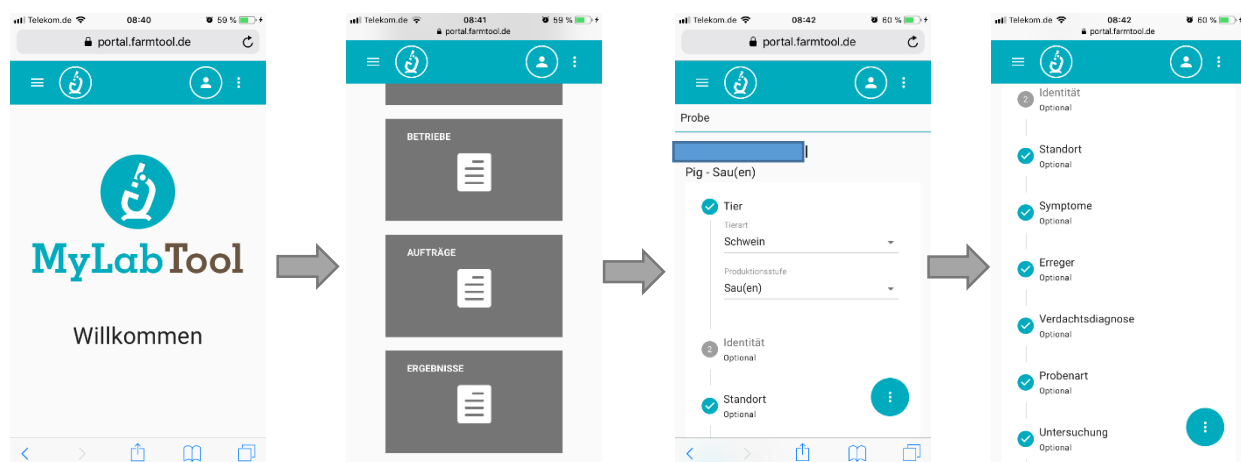 Telekom.de 08:40 59 %
portal.farmtool.de
MyLabTool
Willkommen
Telekom.de 08:41 59 %
portal.farmtool.de
BETRIEBE
AUFTRÄGE
ERGEBNISSE
Telekom.de 08:42 60 %
portal.farmtool.de
Probe
Pig - Sau(en)
Tier
Tierart
Schwein
Produktionsstufe
Sau(en)
2 Identität
Optional
Standort
Optional
Telekom.de 08:42 60 %
portal.farmtool.de
2 Identität
Optional
Standort
Optional
Symptome
Optional
Erreger
Optional
Verdachtsdiagnose
Optional
Probenart
Optional
Untersuchung
Optional